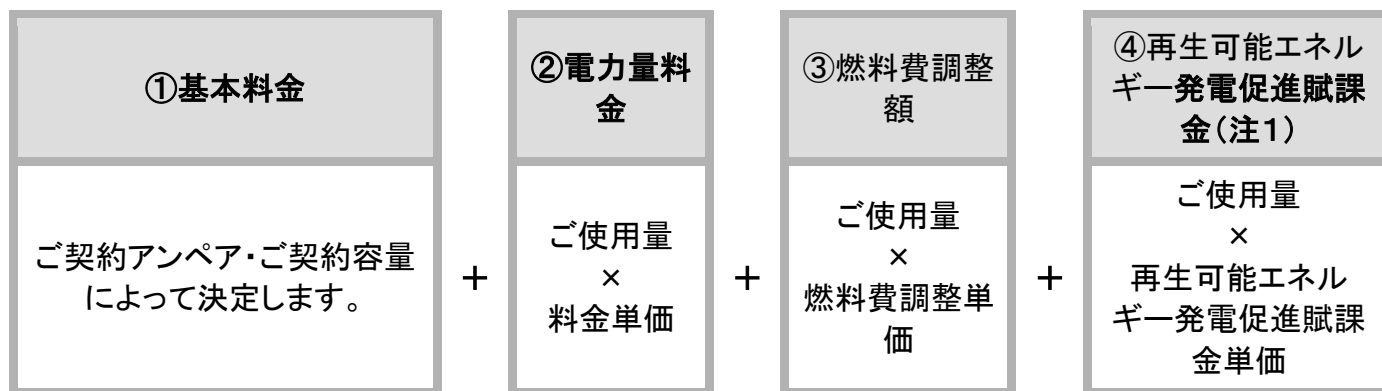 ①基本料金
ご契約アンペア・ご契約容量
によって決定します。
＋
②電力量料
金
ご使用量
×
料金単価
＋
③燃料費調整
額
ご使用量
×
燃料費調整単
価
＋
④再生可能エネル
ギー発電促進賦課
金（注１）
ご使用量
×
再生可能エネル
ギー発電促進賦課
金単価